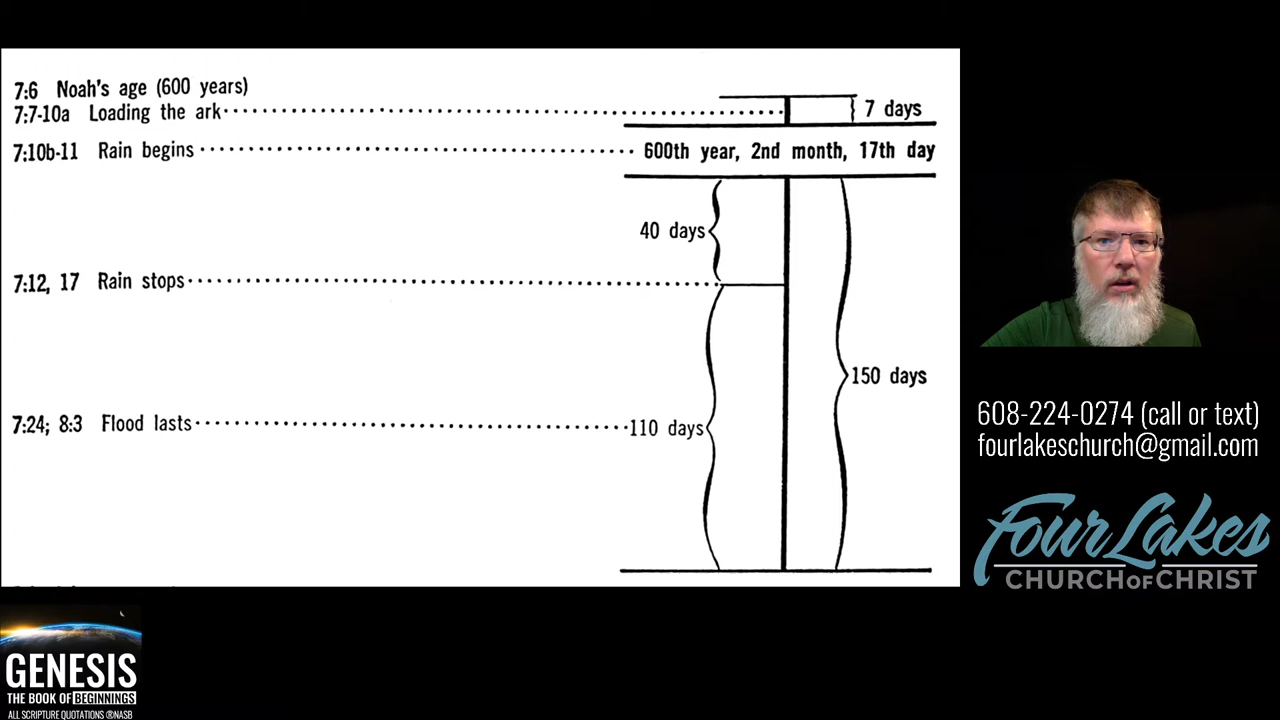 7:6 Noah's age (600 years)
7:7-10a Loading the ark
7 days
7:10b-11 Rain begins
600th year, 2nd month, 17th day
40 days
7:12, 17 Rain stops
150 days
7:24; 8:3 Flood lasts
110 days
608-224-0274 (call or text)
fourlakeschurch@gmail.com
Four Lakes
CHURCH OF CHRIST
GENESIS
THE BOOK OF BEGINNINGS
ALL SCRIPTURE QUOTATIONS ®NASB